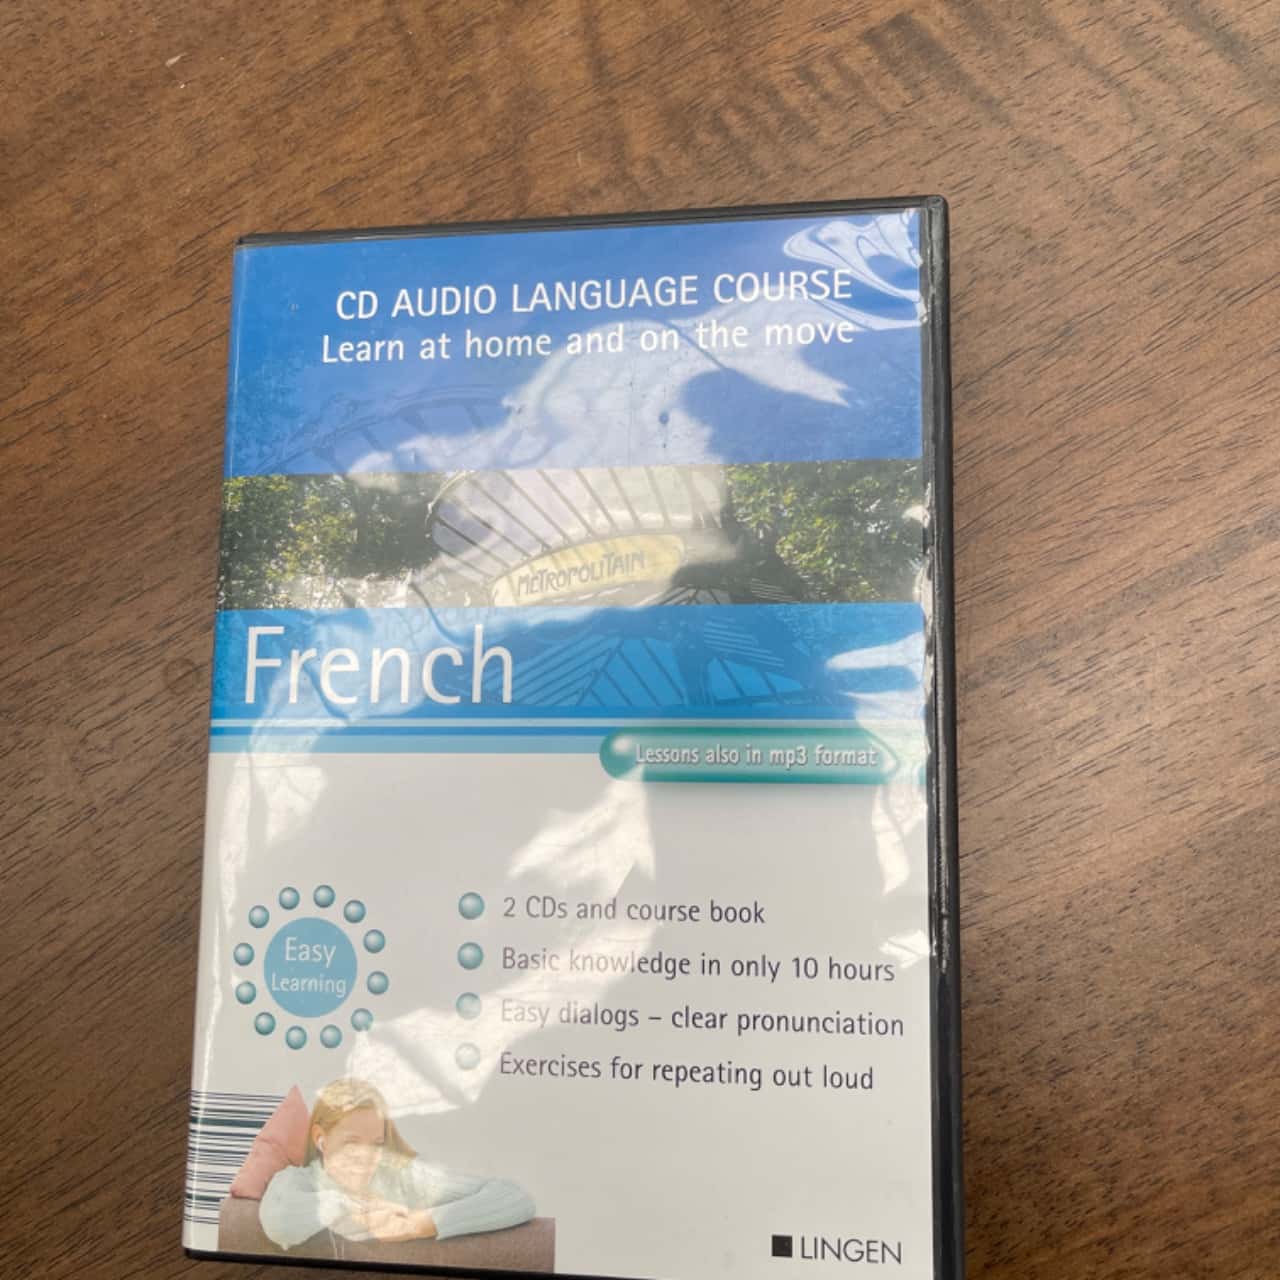 CD AUDIO LANGUAGE COURSE
Learn at home and on the move
METROPOLITAIN
French
Lessons also in mp3 format
Easy
Learning
2 CDs and course book
Basic knowledge in only 10 hours
Easy dialogs – clear pronunciation
Exercises for repeating out loud
LINGEN